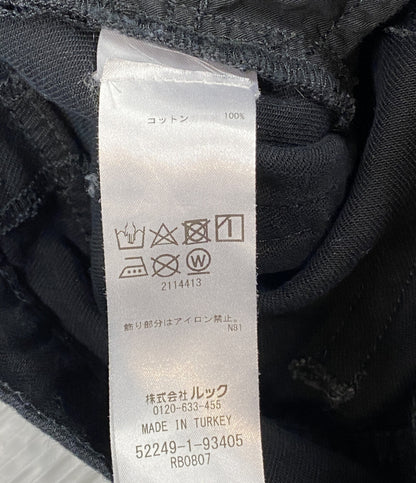 コットン 100%
W
2114413
飾り部分はアイロン禁止。
N81
株式会社 ルック
0120-633-455
MADE IN TURKEY
52249-1-93405
RB0807